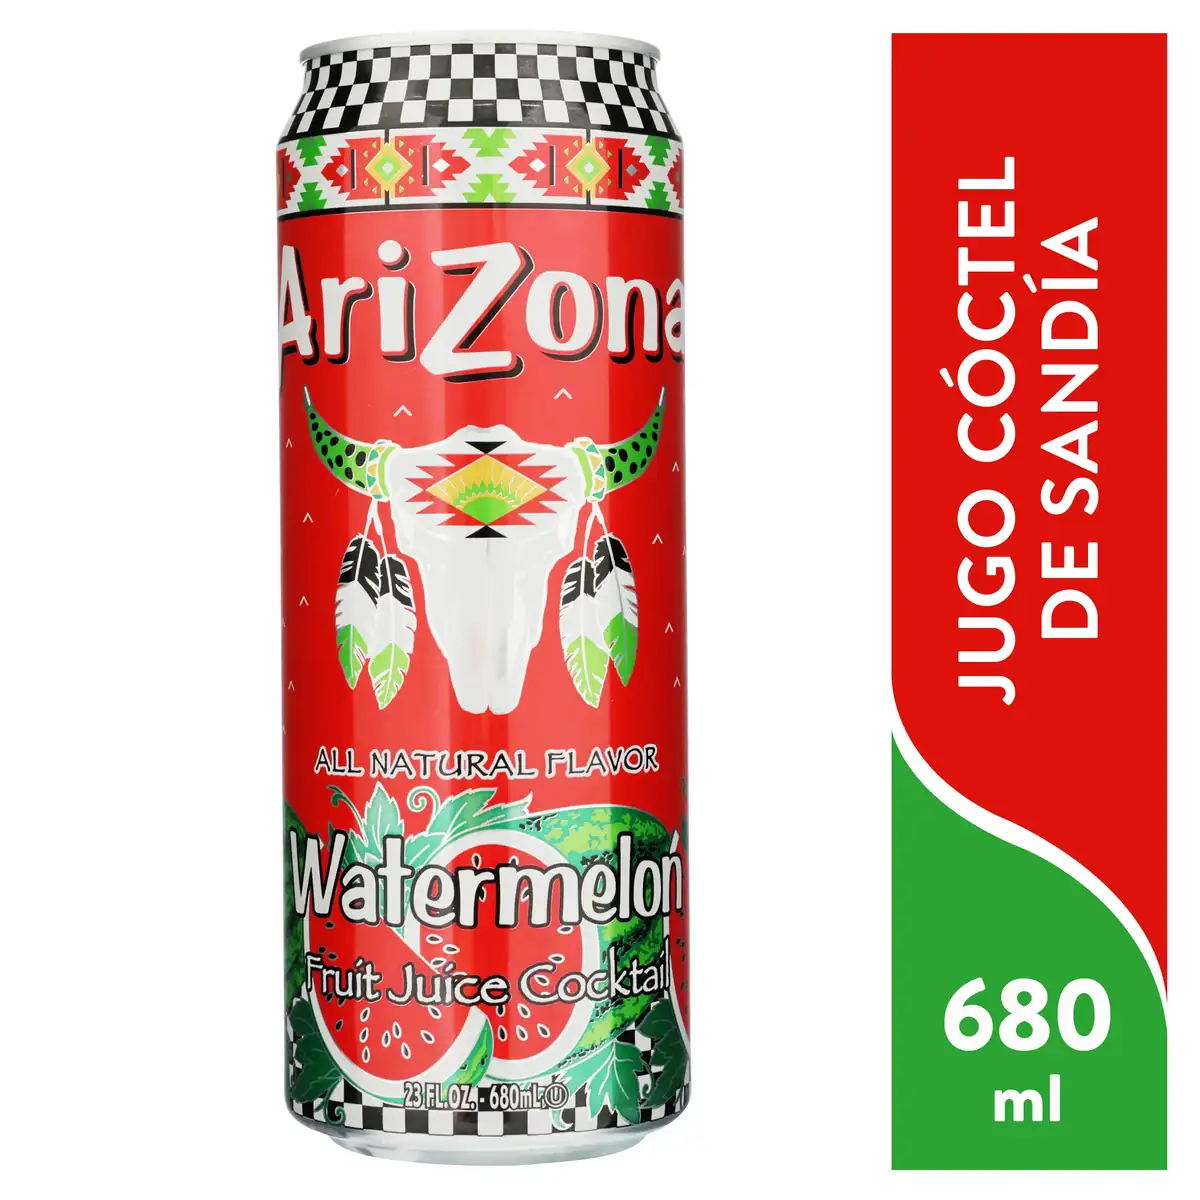 AriZona
ALL NATURAL FLAVOR
Watermelon
Fruit Juice Cocktail
23 FL.OZ. - 680mL U
JUGO CÓCTEL
DE SANDÍA
680
ml